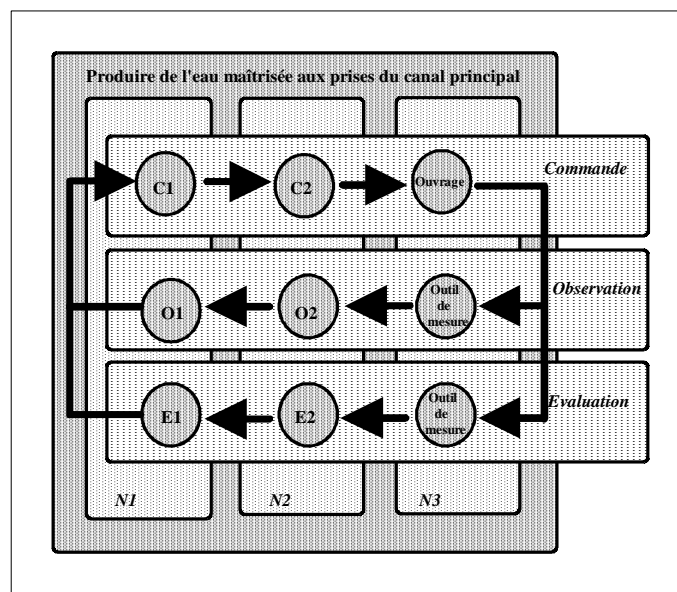 Produire de l'eau maîtrisée aux prises du canal principal
Commande
C1
C2
Ouvrage
Observation
O1
O2
Outil
de
mesure
Evaluation
E1
E2
Outil
de
mesure
N1
N2
N3